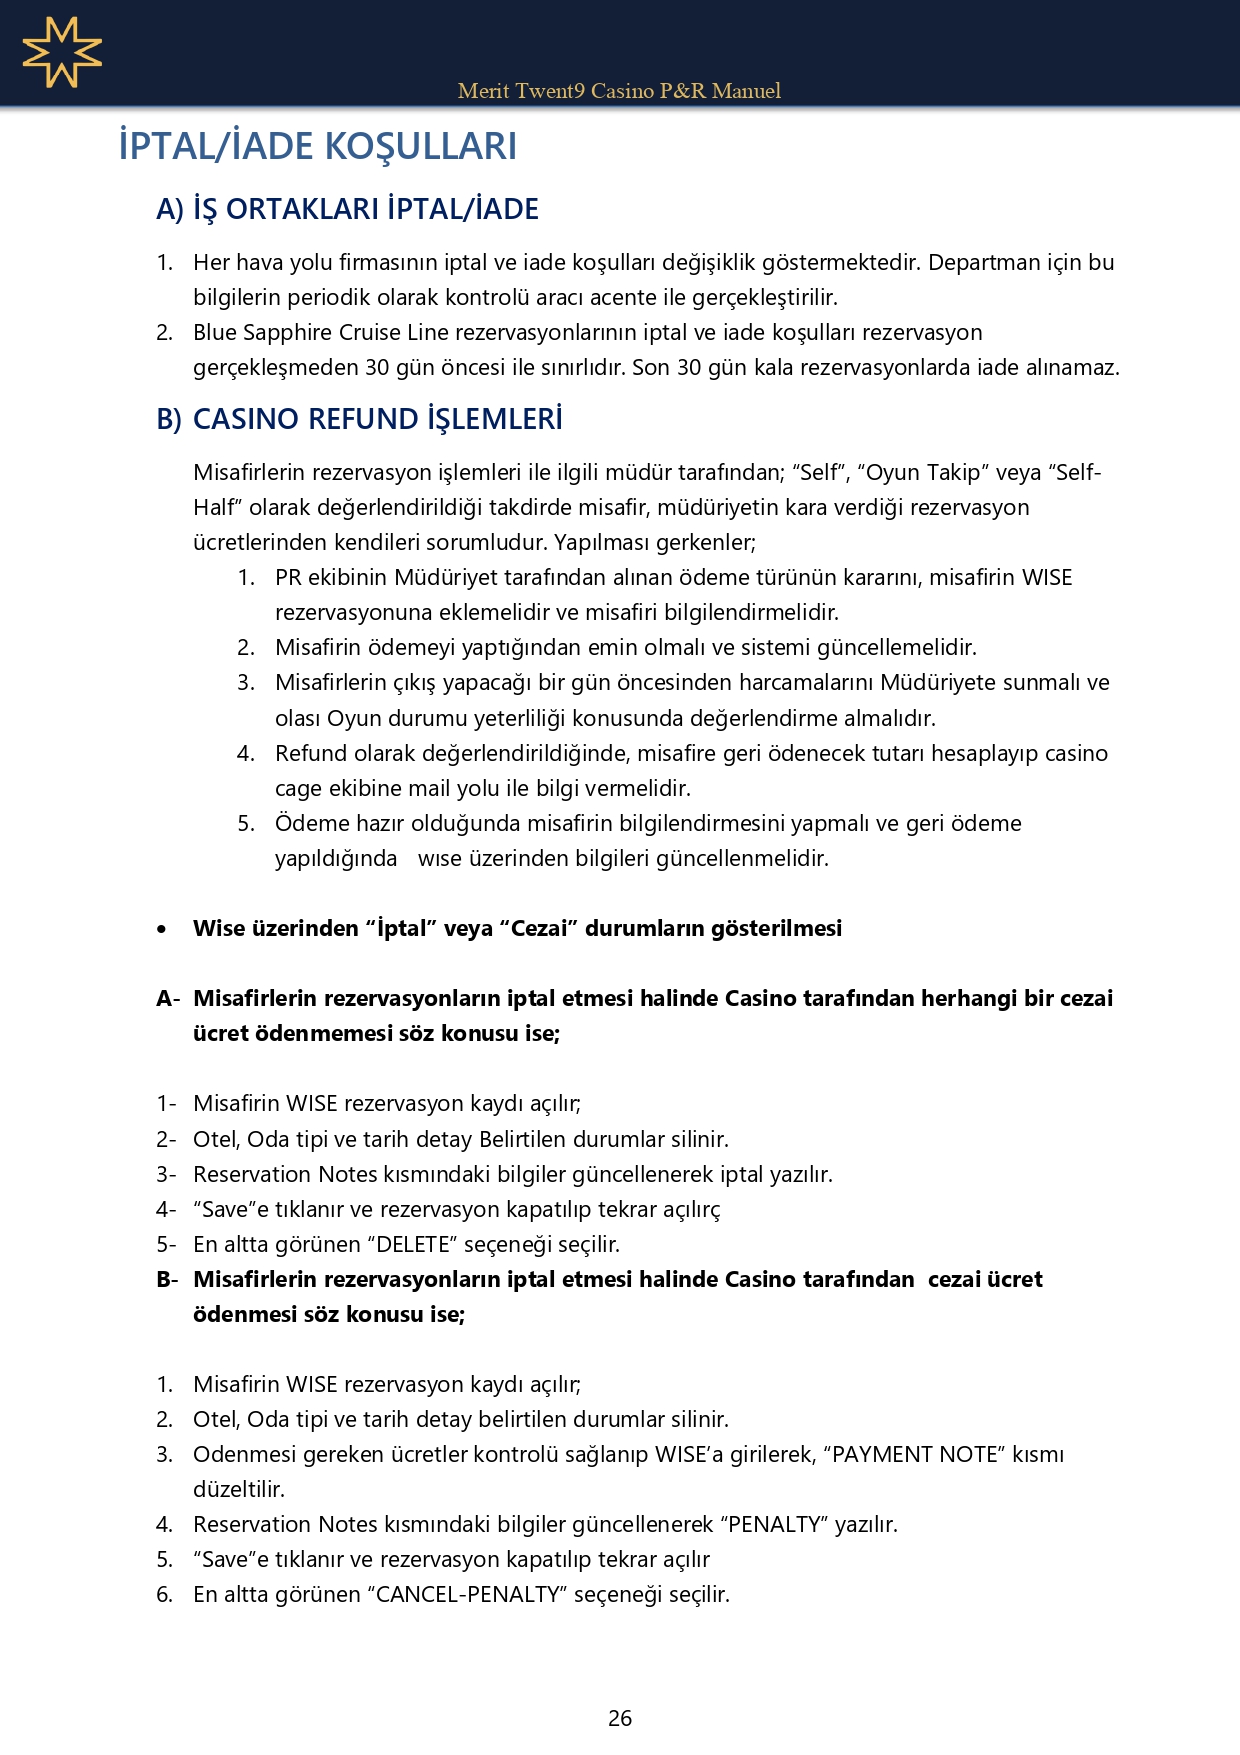 Merit Twent9 Casino P&R Manuel
İPTAL/İADE KOŞULLARI
A) İŞ ORTAKLARI İPTAL/İADE
1. Her hava yolu firmasının iptal ve iade koşulları değişiklik göstermektedir. Departman için bu
bilgilerin periodik olarak kontrolü aracı acente ile gerçekleştirilir.
2. Blue Sapphire Cruise Line rezervasyonlarının iptal ve iade koşulları rezervasyon
gerçekleşmeden 30 gün öncesi ile sınırlıdır. Son 30 gün kala rezervasyonlarda iade alınamaz.
B) CASINO REFUND İŞLEMLERİ
Misafirlerin rezervasyon işlemleri ile ilgili müdür tarafından; “Self”, “Oyun Takip” veya “Self-
Half” olarak değerlendirildiği takdirde misafir, müdüriyetin kara verdiği rezervasyon
ücretlerinden kendileri sorumludur. Yapılması gerkenler;
1. PR ekibinin Müdüriyet tarafından alınan ödeme türünün kararını, misafirin WISE
rezervasyonuna eklemelidir ve misafiri bilgilendirmelidir.
2. Misafirin ödemeyi yaptığından emin olmalı ve sistemi güncellemelidir.
3. Misafirlerin çıkış yapacağı bir gün öncesinden harcamalarını Müdüriyete sunmalı ve
olası Oyun durumu yeterliliği konusunda değerlendirme almalıdır.
4. Refund olarak değerlendirildiğinde, misafire geri ödenecek tutarı hesaplayıp casino
cage ekibine mail yolu ile bilgi vermelidir.
5. Ödeme hazır olduğunda misafirin bilgilendirmesini yapmalı ve geri ödeme
yapıldığında wıse üzerinden bilgileri güncellenmelidir.
• Wise üzerinden “İptal” veya “Cezai” durumların gösterilmesi
A- Misafirlerin rezervasyonların iptal etmesi halinde Casino tarafından herhangi bir cezai
ücret ödenmemesi söz konusu ise;
1- Misafirin WISE rezervasyon kaydı açılır;
2- Otel, Oda tipi ve tarih detay Belirtilen durumlar silinir.
3- Reservation Notes kısmındaki bilgiler güncellenerek iptal yazılır.
4- “Save”e tıklanır ve rezervasyon kapatılıp tekrar açılırç
5- En altta görünen “DELETE” seçeneği seçilir.
B- Misafirlerin rezervasyonların iptal etmesi halinde Casino tarafından cezai ücret
ödenmesi söz konusu ise;
1. Misafirin WISE rezervasyon kaydı açılır;
2. Otel, Oda tipi ve tarih detay belirtilen durumlar silinir.
3. Odenmesi gereken ücretler kontrolü sağlanıp WISE’a girilerek, “PAYMENT NOTE” kısmı
düzeltilir.
4. Reservation Notes kısmındaki bilgiler güncellenerek “PENALTY” yazılır.
5. “Save”e tıklanır ve rezervasyon kapatılıp tekrar açılır
6. En altta görünen “CANCEL-PENALTY” seçeneği seçilir.
26